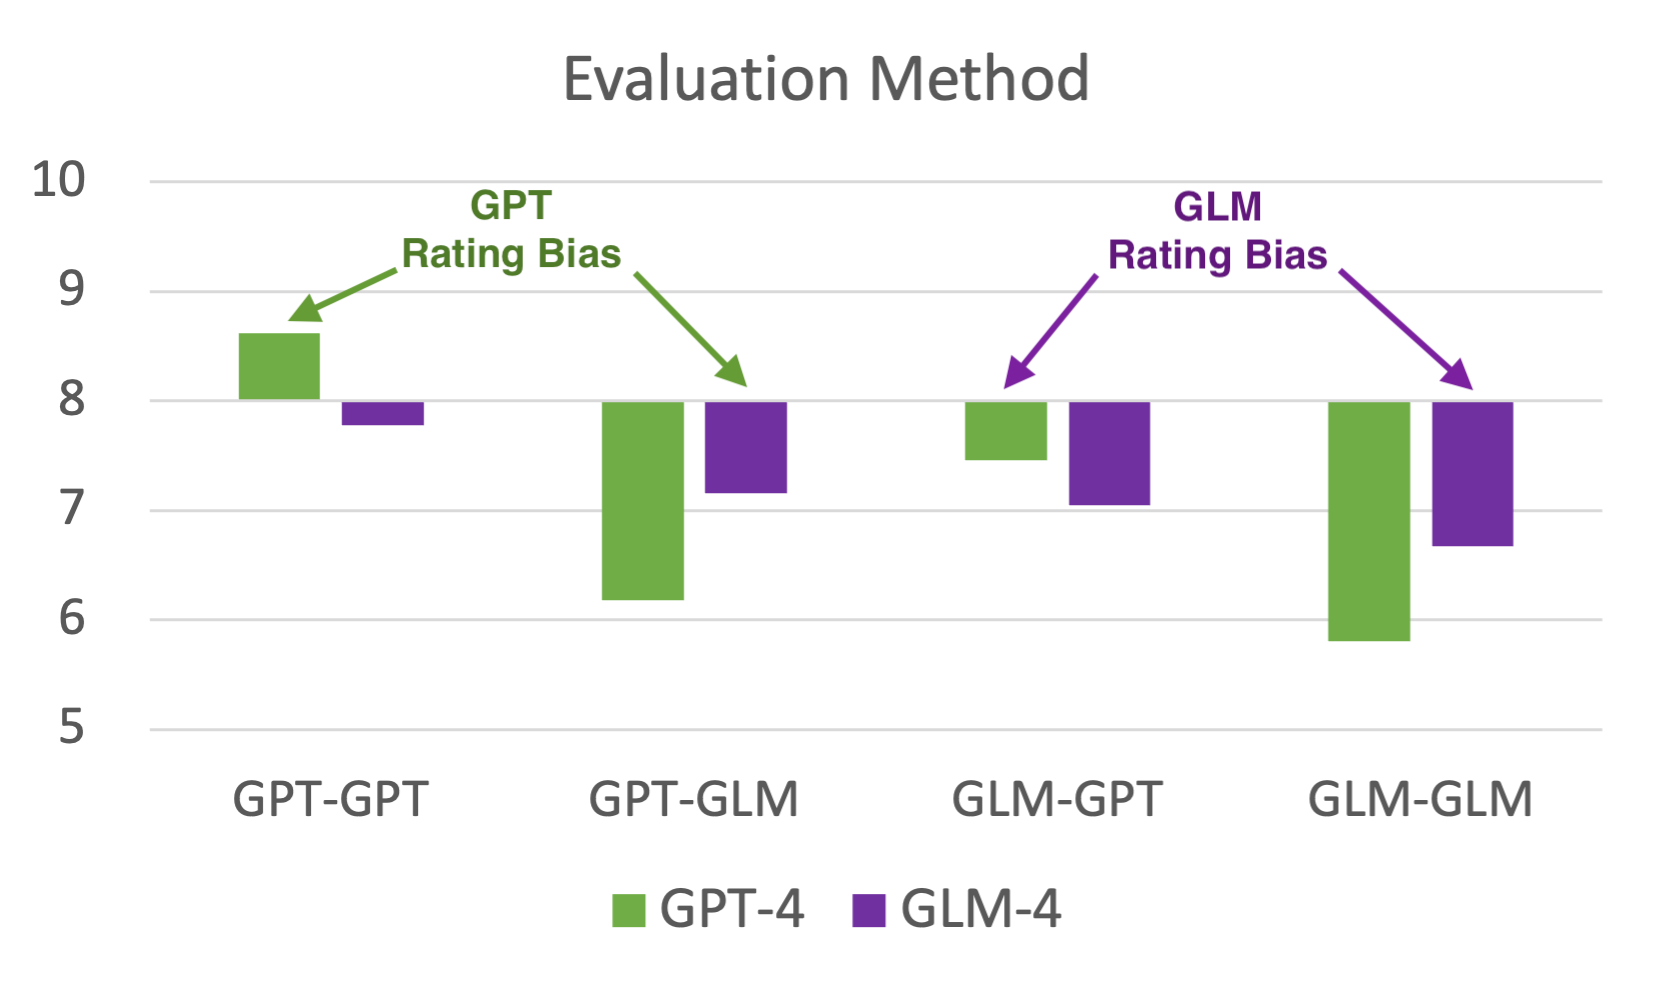 Evaluation Method
10
9
8
7
6
5
GPT
Rating Bias
GLM
Rating Bias
GPT-GPT
GPT-GLM
GLM-GPT
GLM-GLM
GPT-4
GLM-4